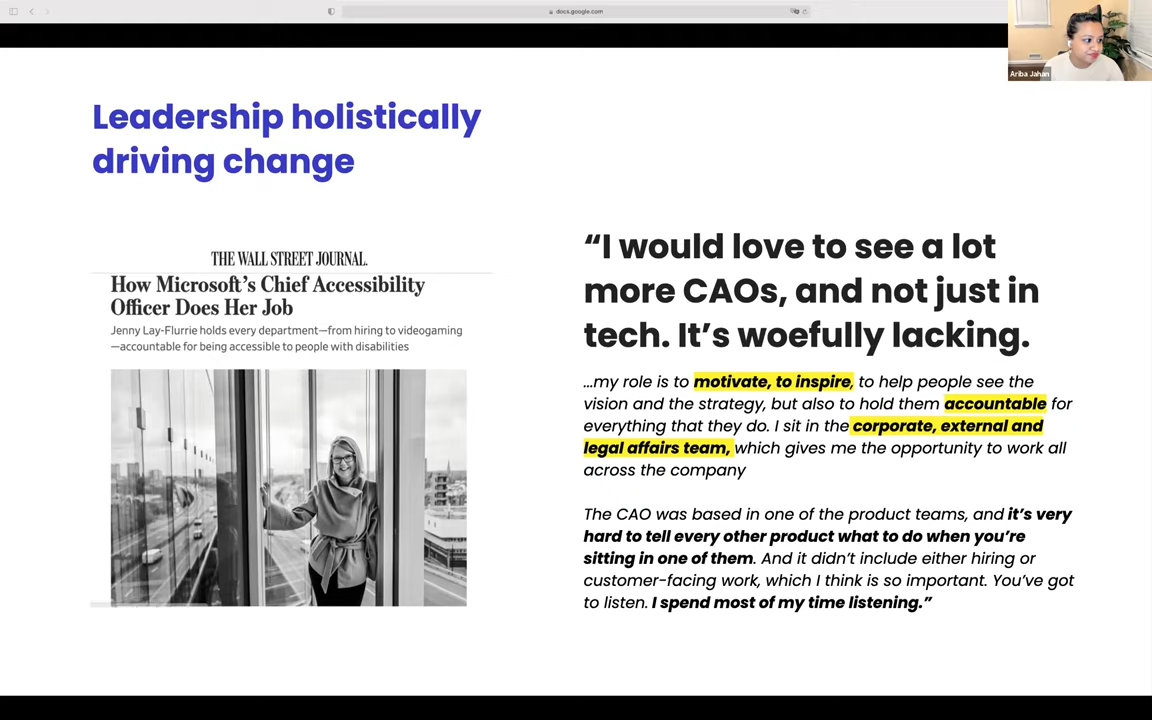 docs.google.com
Ariba Jahan
Leadership holistically
driving change
THE WALL STREET JOURNAL.
How Microsoft’s Chief Accessibility
Officer Does Her Job
Jenny Lay-Flurrie holds every department—from hiring to videogaming
—accountable for being accessible to people with disabilities
“I would love to see a lot
more CAOs, and not just in
tech. It’s woefully lacking.
...my role is to motivate, to inspire, to help people see the
vision and the strategy, but also to hold them accountable for
everything that they do. I sit in the corporate, external and
legal affairs team, which gives me the opportunity to work all
across the company
The CAO was based in one of the product teams, and it’s very
hard to tell every other product what to do when you’re
sitting in one of them. And it didn’t include either hiring or
customer-facing work, which I think is so important. You’ve got
to listen. I spend most of my time listening.”